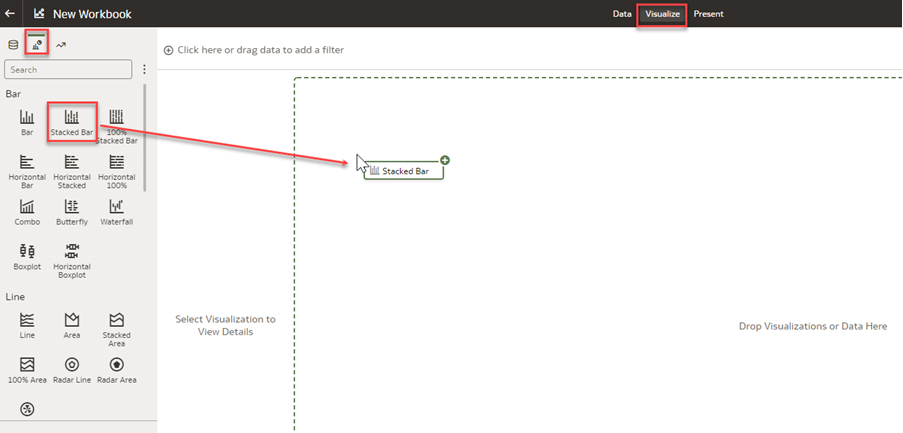 New Workbook
Data Visualize Present
Click here or drag data to add a filter
Search
Bar
Bar Stacked Bar 100% Stacked Bar
Horizontal Bar Horizontal Stacked Horizontal 100%
Combo Butterfly Waterfall
Boxplot Horizontal Boxplot
Line
Line Area Stacked Area
100% Area Radar Line Radar Area
Stacked Bar
Select Visualization to
View Details
Drop Visualizations or Data Here